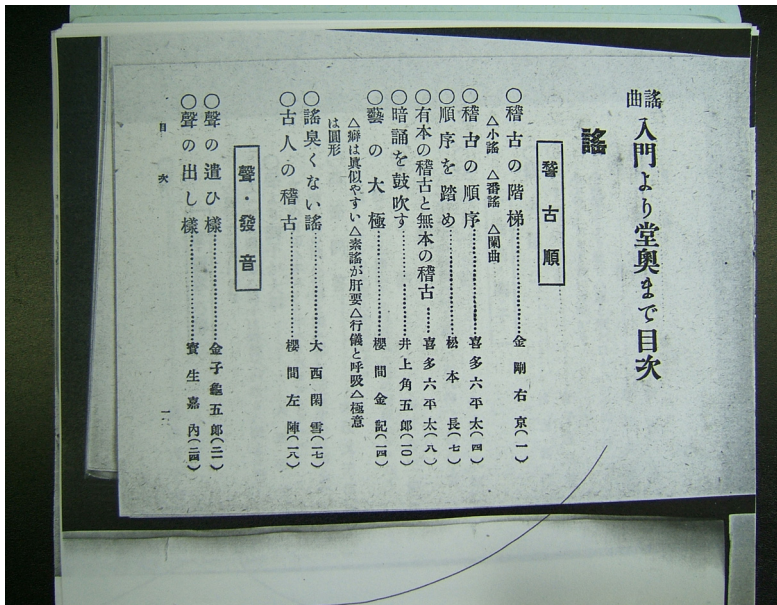 謠曲 入門より堂奥まで目次
謠
稽古順
○稽古の階梯……………金剛右京(一)
△小謠 △番謠 △闌曲
○稽古の順序……………喜多六平太(四)
○順序を踏め……………松本長(七)
○有本の稽古と無本の稽古……喜多六平太(八)
○暗誦を鼓吹す……………井上角五郎(一〇)
○藝の大極……………櫻間金記(一四)
△癖は眞似やすい△素謠が肝要△行儀と呼吸△極意
は圓形
○謠臭くない謠……………大西閑雪(一七)
○古人の稽古……………櫻間左陣(一八)
聲・發音
○聲の遣ひ樣……………金子龜五郎(二一)
○聲の出し樣……………寳生嘉內(二四)
目次